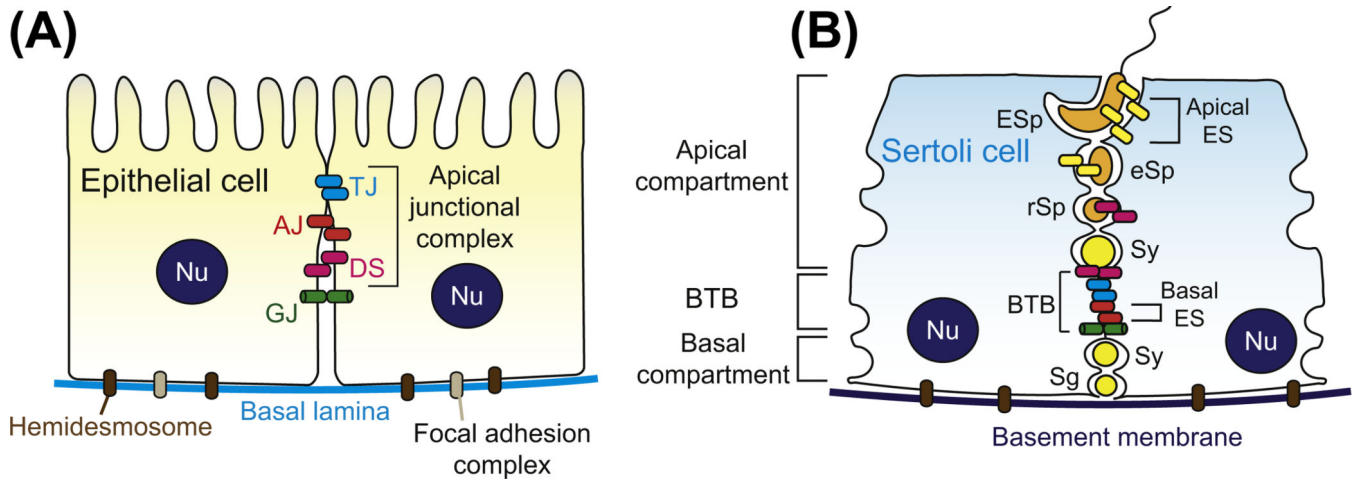 (A)
Epithelial cell
TJ
AJ
DS
GJ
Apical
junctional
complex
Nu
Nu
Hemidesmosome
Basal lamina
Focal adhesion
complex
(B)
Apical
compartment
BTB
Basal
compartment
Sertoli cell
ESp
Apical
ES
eSp
rSp
Sy
BTB
Basal
ES
Nu
Nu
Sy
Sg
Basement membrane